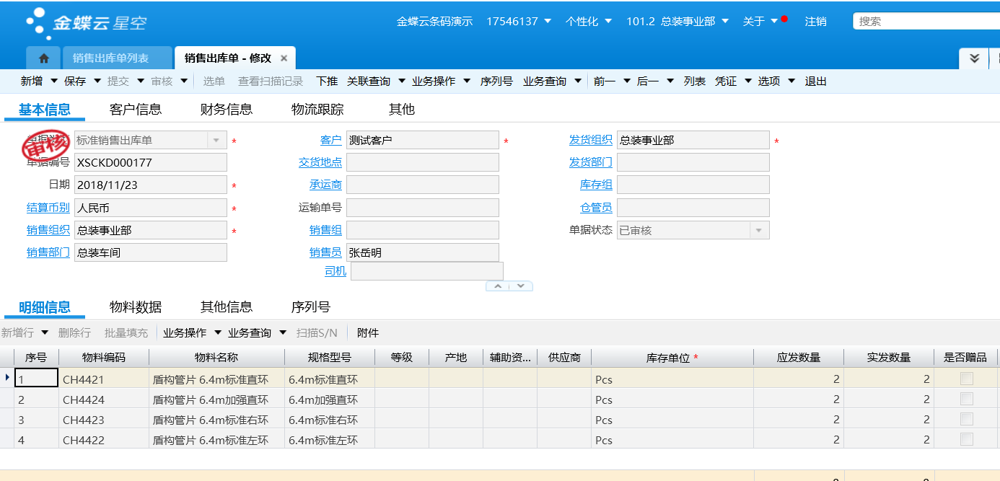 金蝶云 星空
金蝶云条码演示 17546137 个性化 101.2 总装事业部 关于 注销 搜索
销售出库单列表 销售出库单 - 修改 ×
新增 保存 提交 审核 选单 查看扫描记录 下推 关联查询 业务操作 序列号 业务查询 前一 后一 列表 凭证 选项 退出
基本信息 客户信息 财务信息 物流跟踪 其他
单据类型 标准销售出库单 * 客户 测试客户 * 发货组织 总装事业部 *
审核
单据编号 XSCKD000177 交货地点 发货部门
日期 2018/11/23 * 承运商 库存组
结算币别 人民币 * 运输单号 仓管员
销售组织 总装事业部 * 销售组 单据状态 已审核
销售部门 总装车间 销售员 张岳明
司机
明细信息 物料数据 其他信息 序列号
新增行 删除行 批量填充 业务操作 业务查询 扫描S/N 附件
序号 物料编码 物料名称 规格型号 等级 产地 辅助资... 供应商 库存单位 * 应发数量 实发数量 是否赠品
1 CH4421 盾构管片 6.4m标准直环 6.4m标准直环 Pcs 2 2
2 CH4424 盾构管片 6.4m加强直环 6.4m加强直环 Pcs 2 2
3 CH4423 盾构管片 6.4m标准右环 6.4m标准右环 Pcs 2 2
4 CH4422 盾构管片 6.4m标准左环 6.4m标准左环 Pcs 2 2